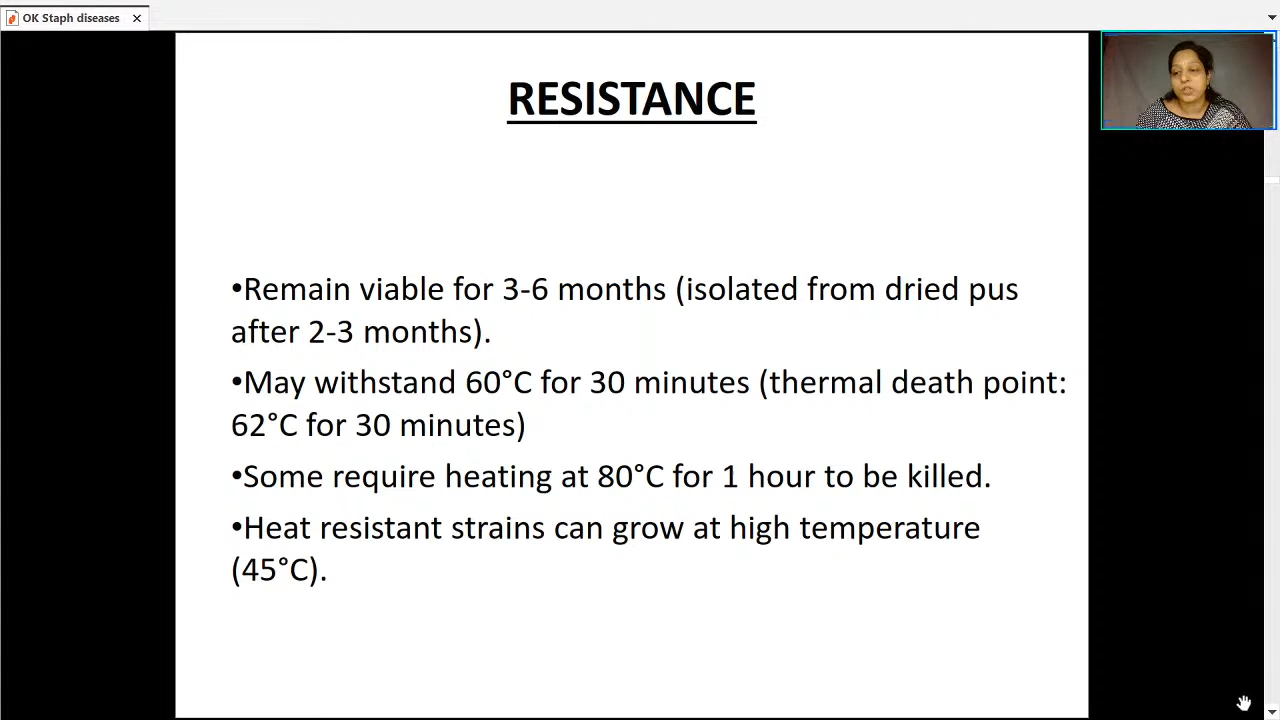 OK Staph diseases
RESISTANCE
•Remain viable for 3-6 months (isolated from dried pus
after 2-3 months).
•May withstand 60°C for 30 minutes (thermal death point:
62°C for 30 minutes)
•Some require heating at 80°C for 1 hour to be killed.
•Heat resistant strains can grow at high temperature
(45°C).